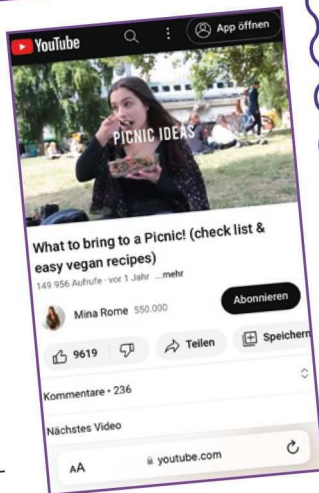 YouTube
App öffnen
PICNIC IDEAS
What to bring to a Picnic! (check list &
easy vegan recipes)
149.956 Aufrufe · vor 1 Jahr ...mehr
Mina Rome 550.000
Abonnieren
9619
Teilen
Speichern
Kommentare • 236
Nächstes Video
AA
youtube.com